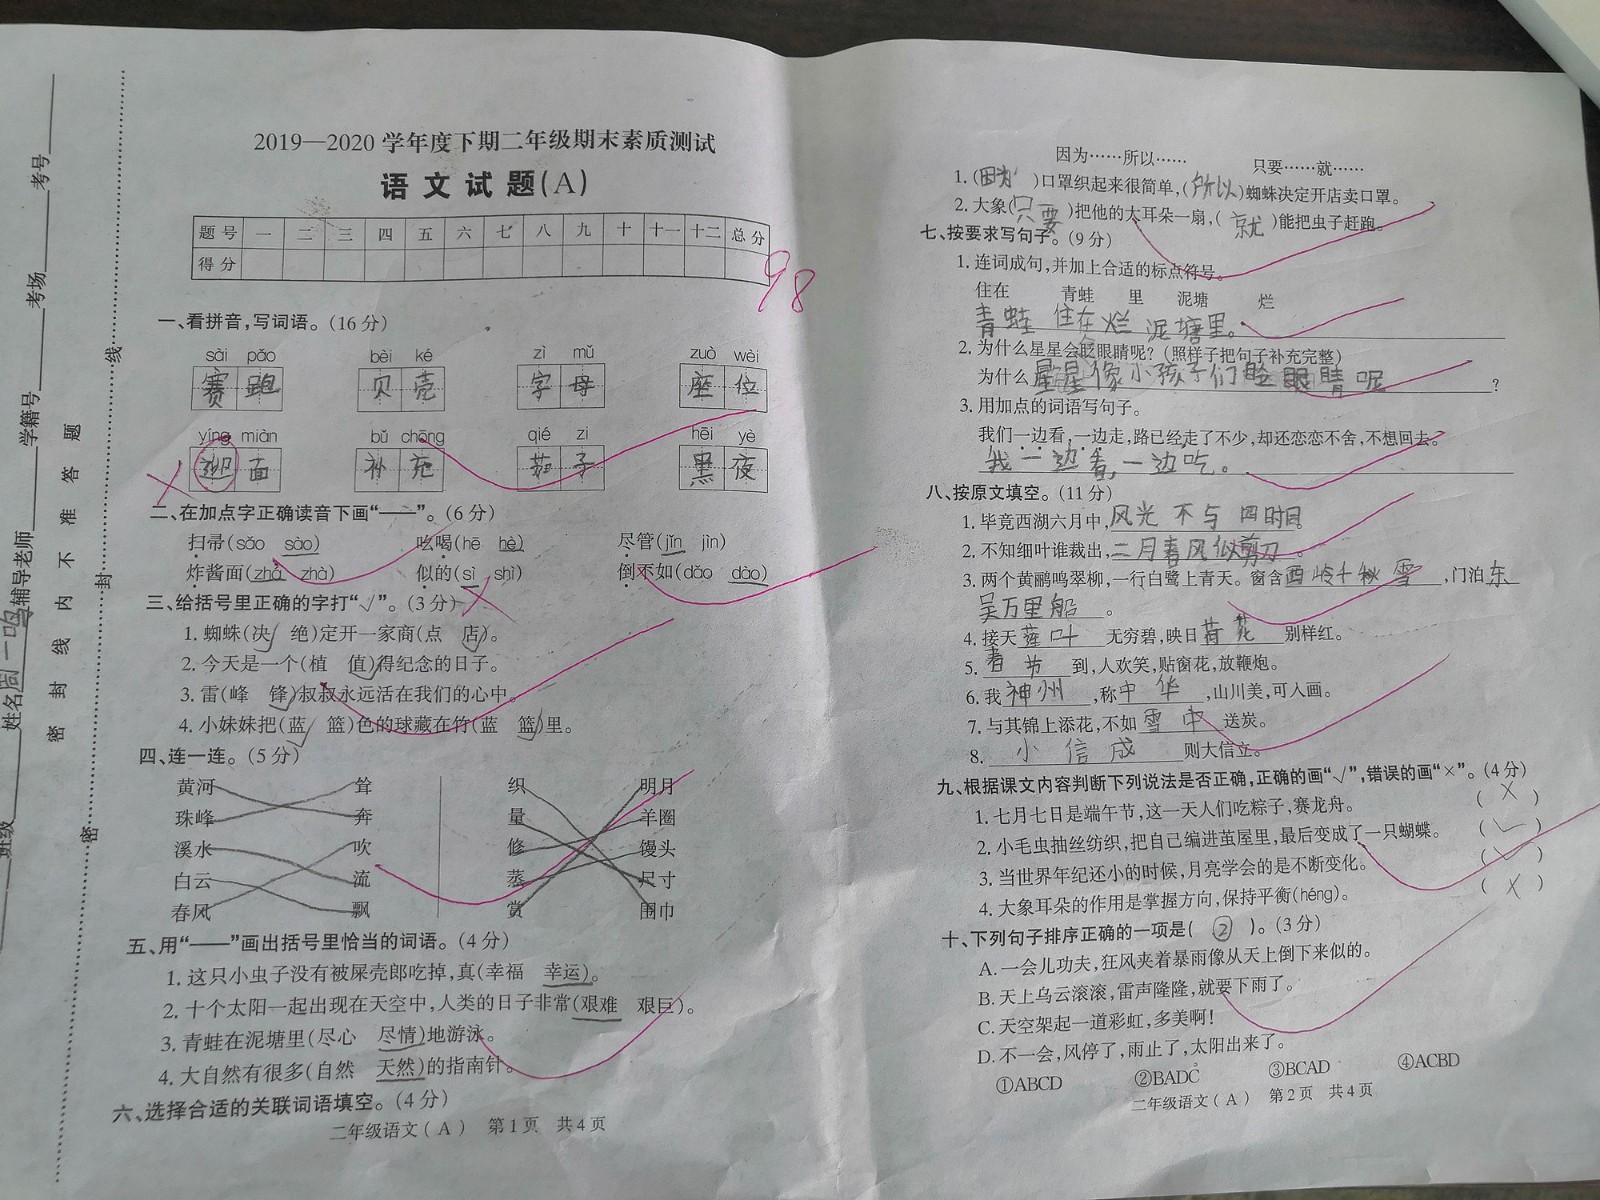 2019—2020 学年度下期二年级期末素质测试
语文试题(A)
题号 一 二 三 四 五 六 七 八 九 十 十一 十二 总分
得分
98
一、看拼音,写词语。(16分)
sài pǎo bèi ké zì mǔ zuò wèi
赛跑 贝壳 字母 座位
yíng miàn bǔ chōng qié zi hēi yè
迎面 补充 茄子 黑夜
二、在加点字正确读音下画“——”。(6分)
扫帚(sǎo sào) 吆喝(hē hè) 尽管(jǐn jìn)
炸酱面(zhá zhà) 似的(sì shì) 倒不如(dǎo dào)
三、给括号里正确的字打“√”。(3分)
1. 蜘蛛(决√ 绝)定开一家商(点 店√)。
2. 今天是一个(植 值√)得纪念的日子。
3. 雷(峰 锋√)叔叔永远活在我们的心中。
4. 小妹妹把(蓝√ 篮)色的球藏在竹(蓝 篮√)里。
四、连一连。(5分)
黄河 耸 织 明月
珠峰 奔 量 羊圈
溪水 吹 修 馒头
白云 流 蒸 尺寸
春风 飘 赏 围巾
五、用“——”画出括号里恰当的词语。(4分)
1. 这只小虫子没有被屎壳郎吃掉,真(幸福 幸运)。
2. 十个太阳一起出现在天空中,人类的日子非常(艰难 艰巨)。
3. 青蛙在泥塘里(尽心 尽情)地游泳。
4. 大自然有很多(自然 天然)的指南针。
六、选择合适的关联词语填空。(4分)
二年级语文(A) 第1页 共4页
因为……所以…… 只要……就……
1. (因为)口罩织起来很简单,(所以)蜘蛛决定开店卖口罩。
2. 大象(只要)把他的大耳朵一扇,(就)能把虫子赶跑。
七、按要求写句子。(9分)
1. 连词成句,并加上合适的标点符号。
住在 青蛙 里 泥塘 烂
青蛙 住在烂 泥塘里。
2. 为什么星星会眨眼睛呢?(照样子把句子补充完整)
为什么星星像小孩子们眨眼睛呢?
3. 用加点的词语写句子。
我们一边看,一边走,路已经走了不少,却还恋恋不舍,不想回去。
我一边看,一边吃。
八、按原文填空。(11分)
1. 毕竟西湖六月中,风光不与四时同。
2. 不知细叶谁裁出,二月春风似剪刀。
3. 两个黄鹂鸣翠柳,一行白鹭上青天。窗含西岭千秋雪,门泊东
吴万里船。
4. 接天莲叶无穷碧,映日荷花别样红。
5. 春节到,人欢笑,贴窗花,放鞭炮。
6. 我神州,称中华,山川美,可入画。
7. 与其锦上添花,不如雪中送炭。
8. 小信成则大信立。
九、根据课文内容判断下列说法是否正确,正确的画“√”,错误的画“×”。(4分)
1. 七月七日是端午节,这一天人们吃粽子,赛龙舟。 (×)
2. 小毛虫抽丝纺织,把自己编进茧屋里,最后变成了一只蝴蝶。 (√)
3. 当世界年纪还小的时候,月亮学会的是不断变化。 (√)
4. 大象耳朵的作用是掌握方向,保持平衡(héng)。 (×)
十、下列句子排序正确的一项是(②)。(3分)
A. 一会儿功夫,狂风夹着暴雨像从天上倒下来似的。
B. 天上乌云滚滚,雷声隆隆,就要下雨了。
C. 天空架起一道彩虹,多美啊!
D. 不一会,风停了,雨止了,太阳出来了。
①ABCD ②BADC ③BCAD ④ACBD
二年级语文(A) 第2页 共4页
考号
考场
学籍号
辅导老师
姓名 周一鸣
班级
密 封 线 内 不 准 答 题
密 封 线